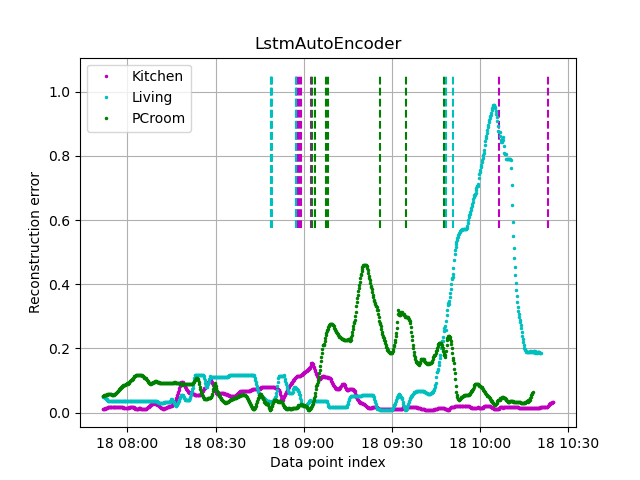 LstmAutoEncoder
Kitchen
Living
PCroom
Reconstruction error
1.0
0.8
0.6
0.4
0.2
0.0
18 08:00 18 08:30 18 09:00 18 09:30 18 10:00 18 10:30
Data point index